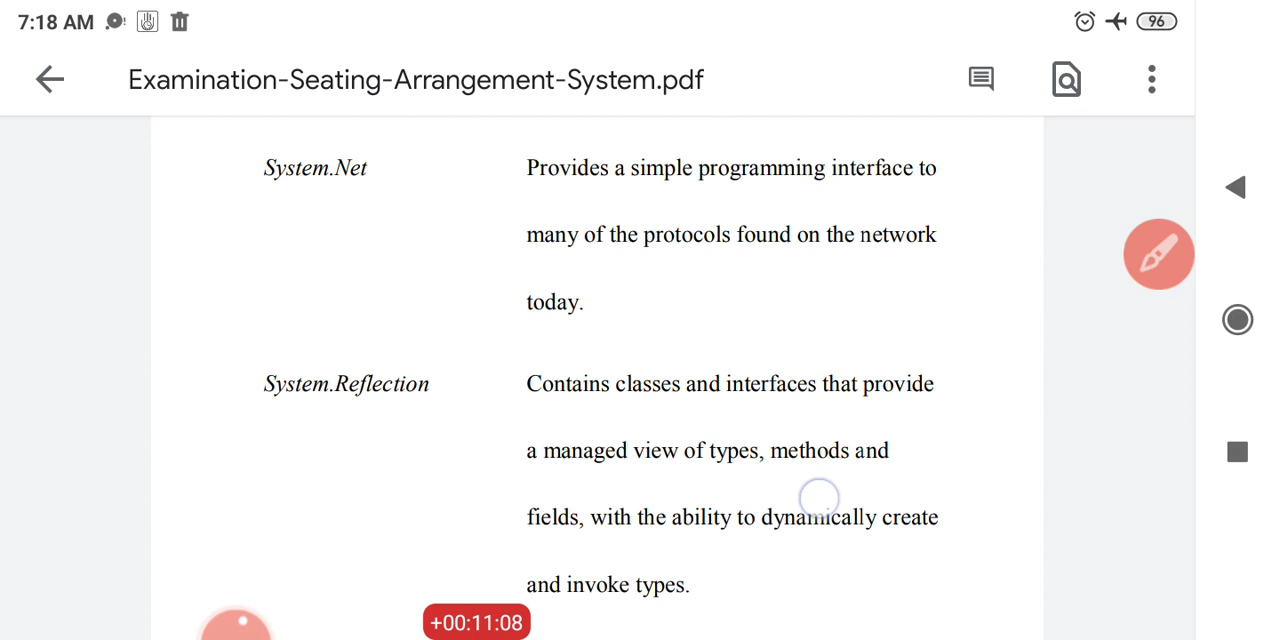 7:18 AM 96
Examination-Seating-Arrangement-System.pdf
System.Net Provides a simple programming interface to
many of the protocols found on the network
today.
System.Reflection Contains classes and interfaces that provide
a managed view of types, methods and
fields, with the ability to dynamically create
and invoke types.
+00:11:08